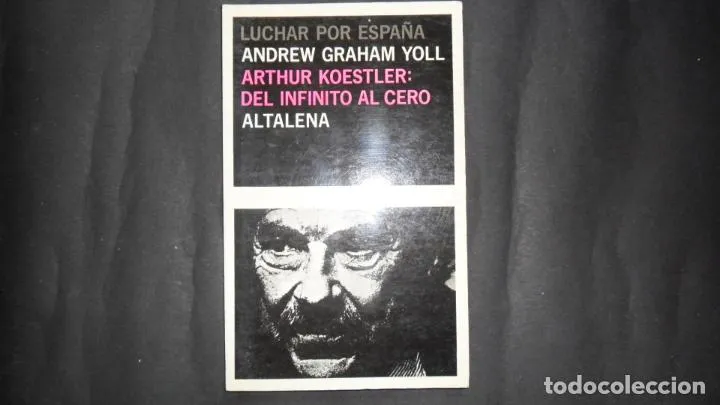 LUCHAR POR ESPAÑA
ANDREW GRAHAM YOLL
ARTHUR KOESTLER:
DEL INFINITO AL CERO
ALTALENA
todocoleccion